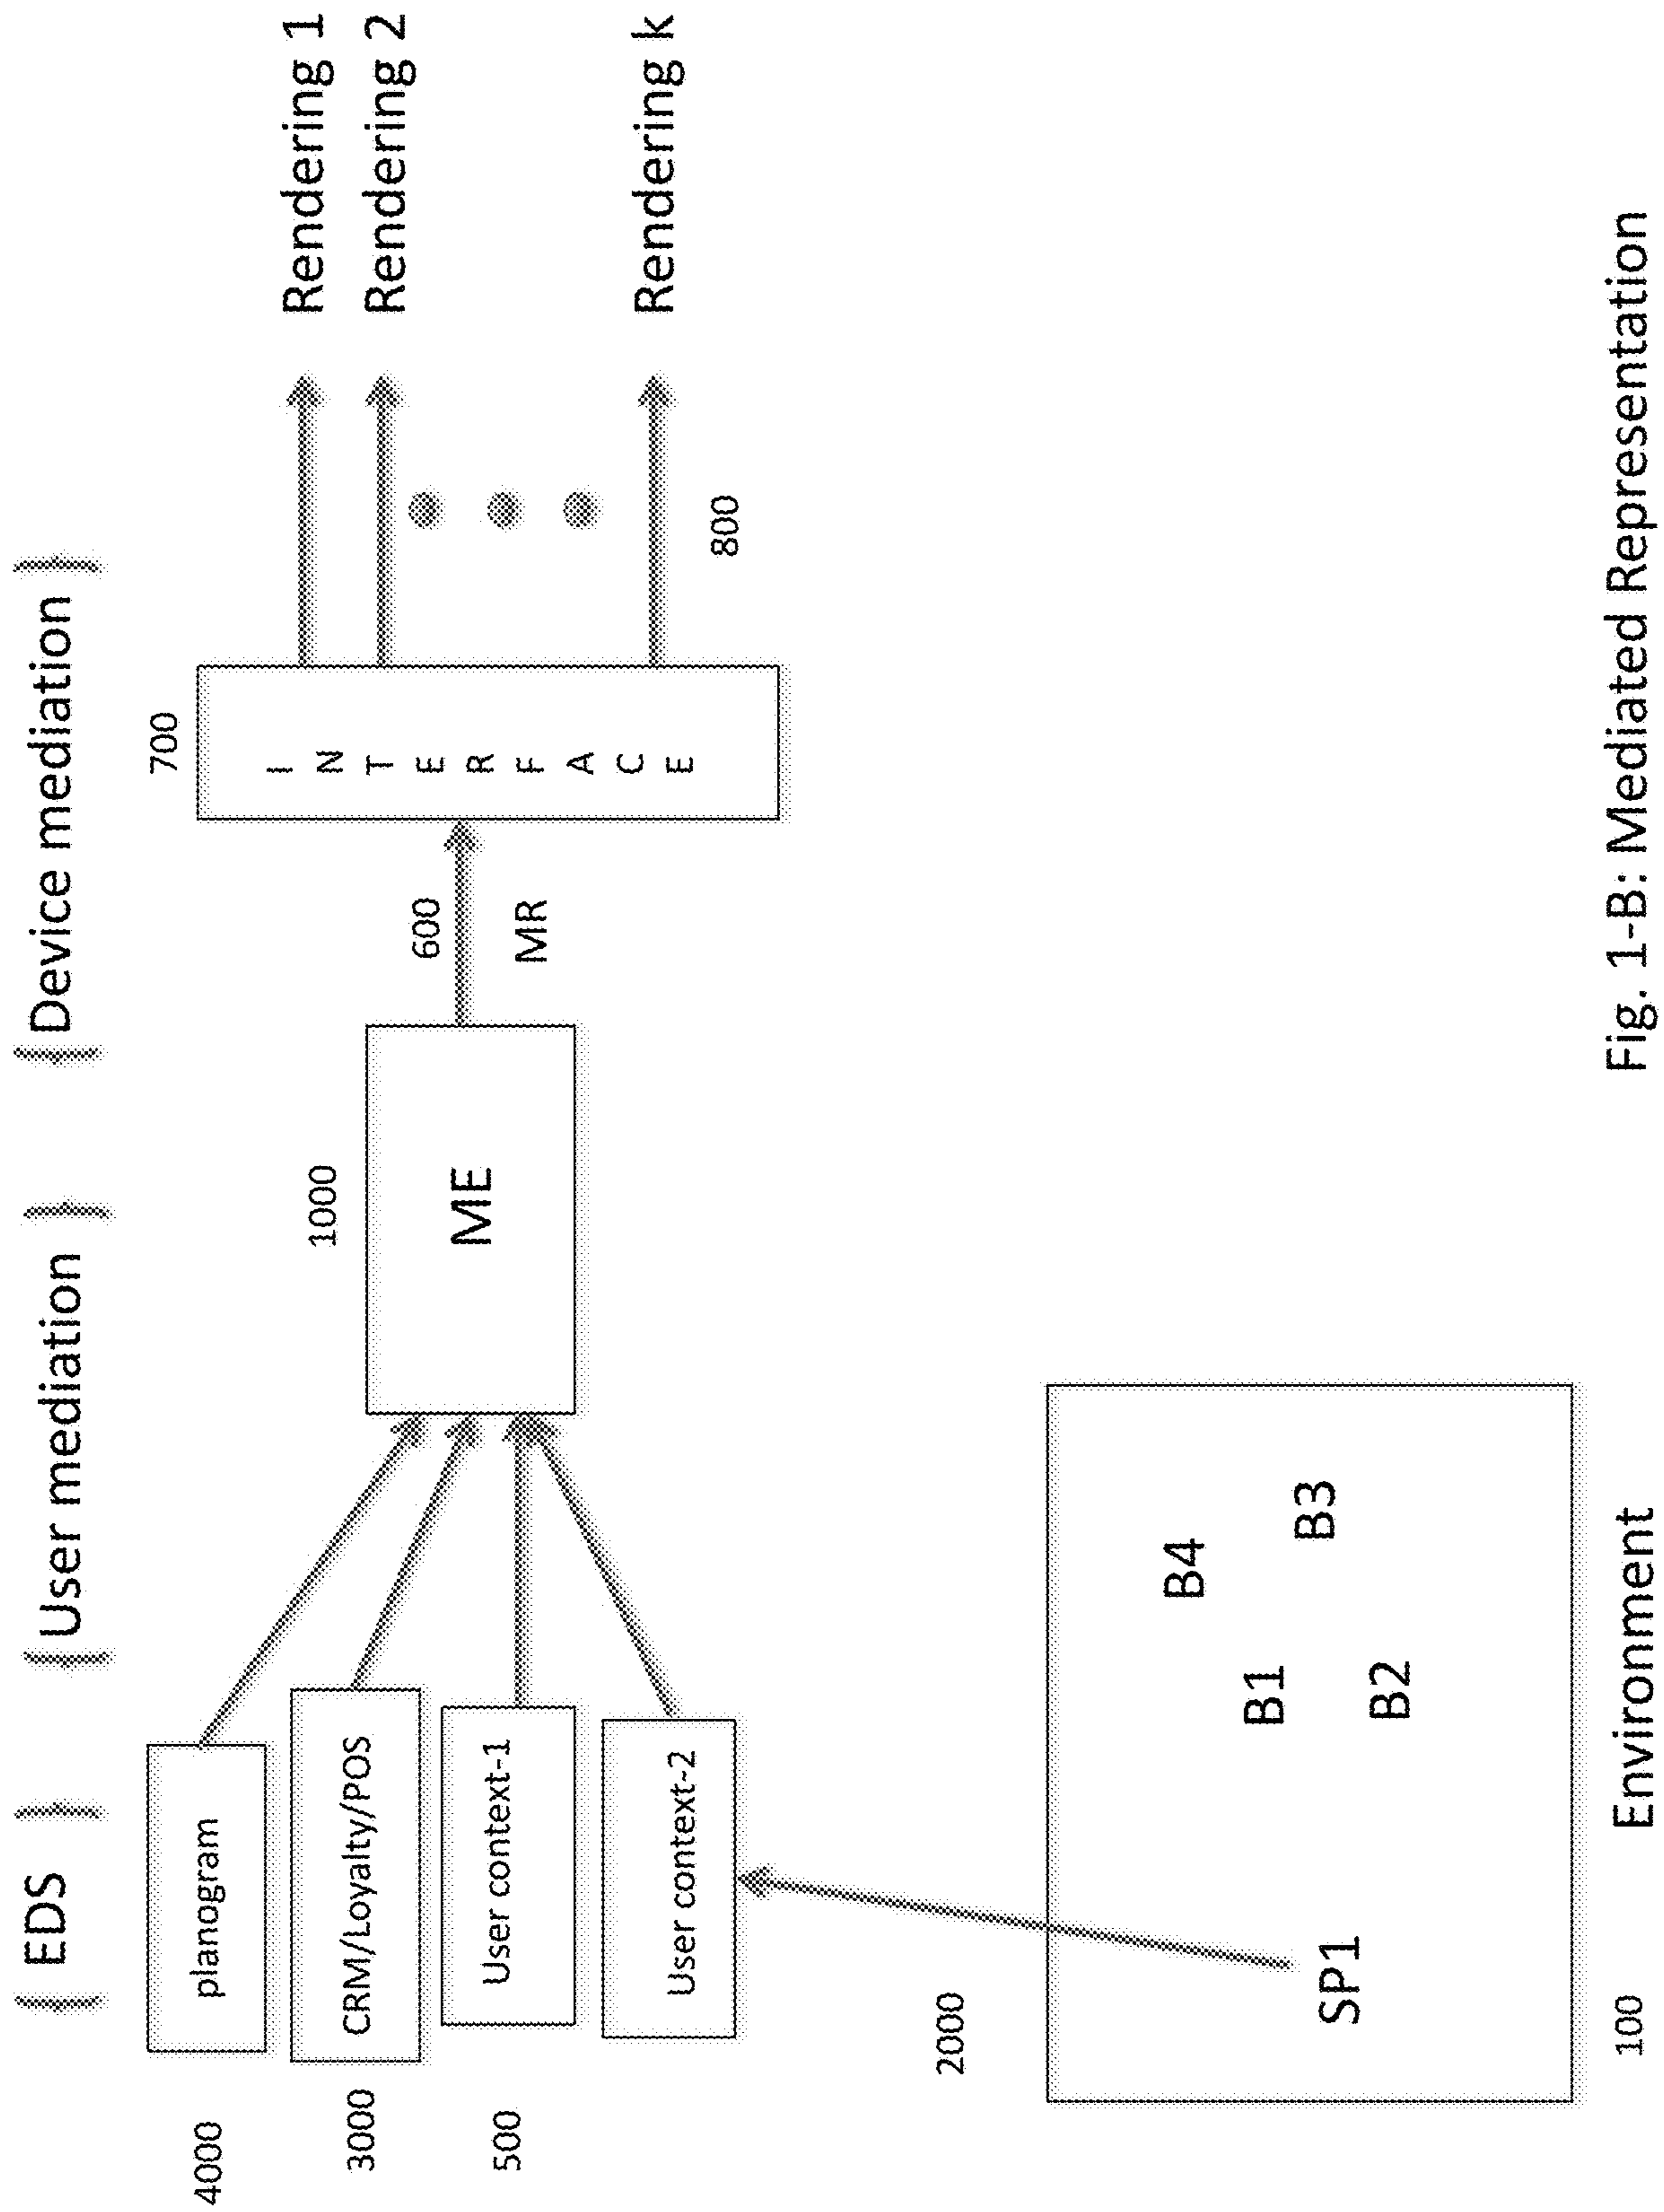 [ EDS ] [ User mediation ] [ Device mediation ]
4000
planogram
3000
CRM/Loyalty/POS
500
User context-1
User context-2
1000
ME
600
MR
700
I
N
T
E
R
F
A
C
E
Rendering 1
Rendering 2
Rendering k
800
2000
B4
B1
B3
SP1
B2
100
Environment
Fig. 1-B: Mediated Representation